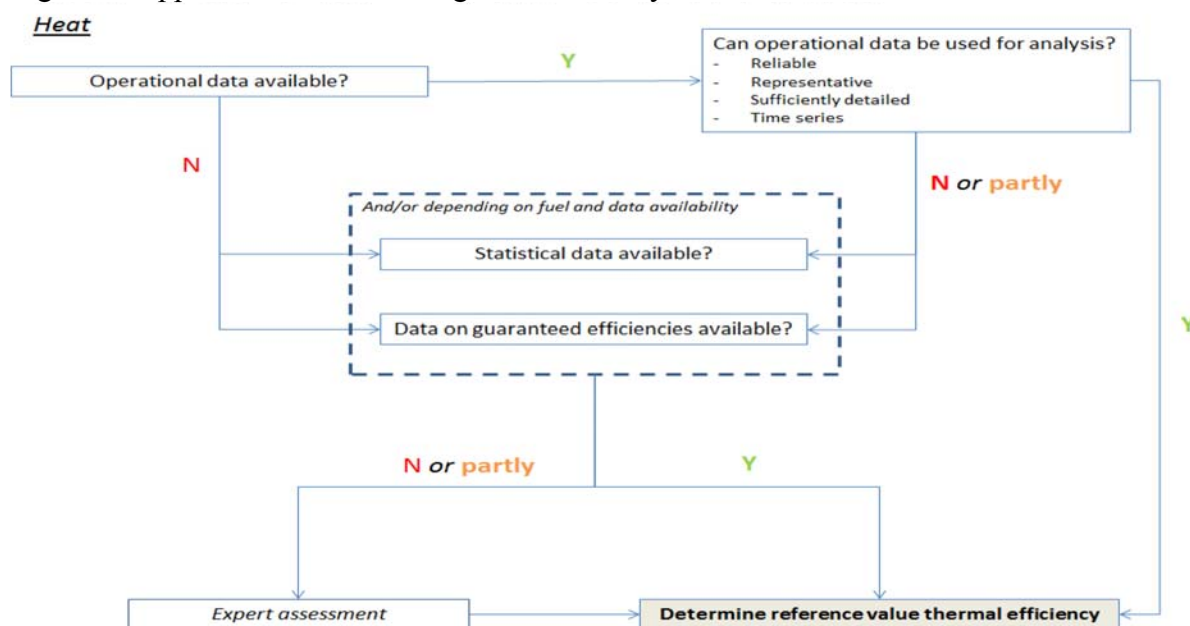 Heat
Operational data available?
Y
Can operational data be used for analysis?
- Reliable
- Representative
- Sufficiently detailed
- Time series
N
N or partly
And/or depending on fuel and data availability
Statistical data available?
Data on guaranteed efficiencies available?
Y
N or partly
Y
Expert assessment
Determine reference value thermal efficiency